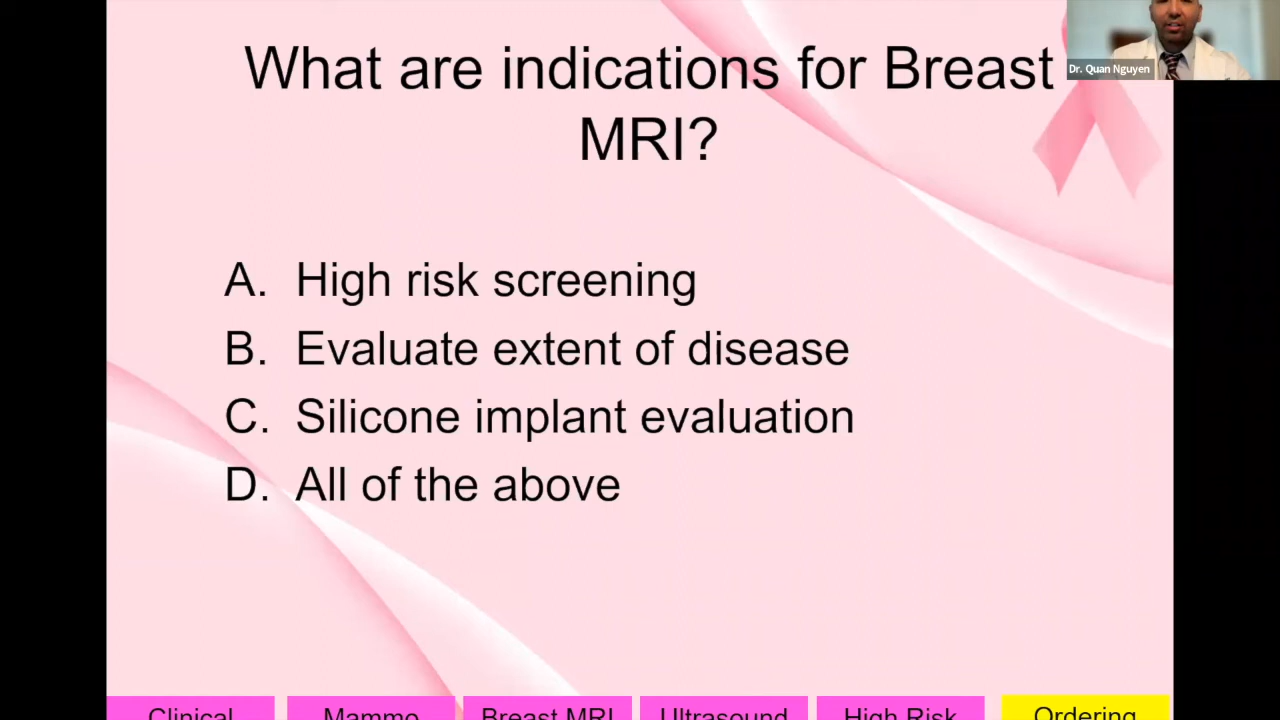 What are indications for Breast
MRI?
Dr. Quan Nguyen
A. High risk screening
B. Evaluate extent of disease
C. Silicone implant evaluation
D. All of the above
Clinical
Mammo
Breast MRI
Ultrasound
High Risk
Ordering